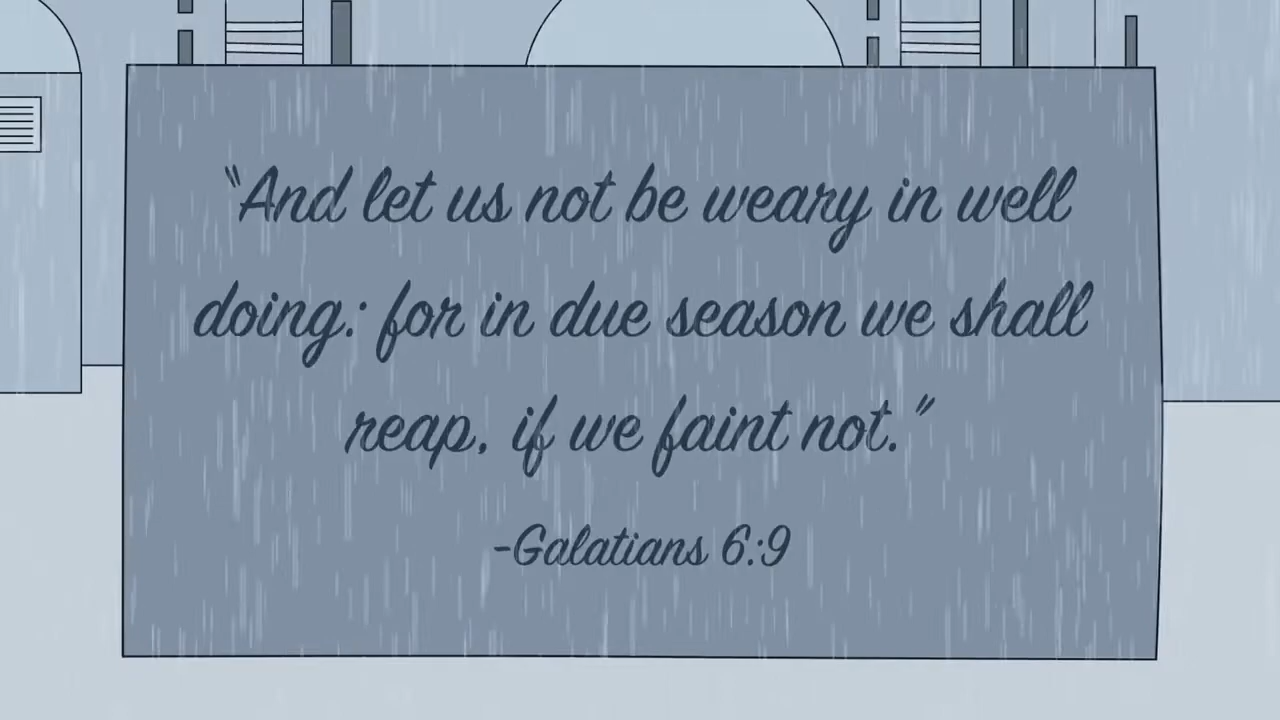 "And let us not be weary in well
doing: for in due season we shall
reap, if we faint not."
-Galatians 6:9